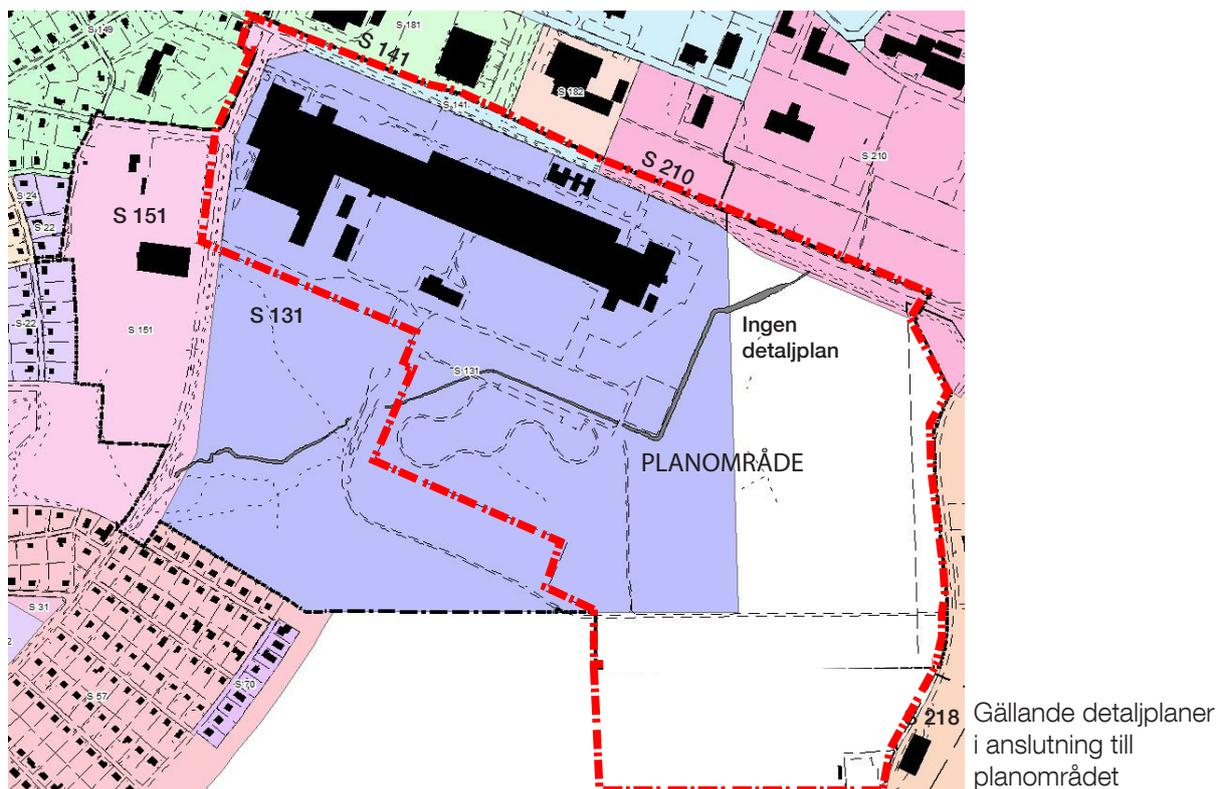 S 149
S 181
S 141
S 141
S 182
S 210
S 210
S 24
S 22
S 151
S 131
S-22
S 151
Ingen
detaljplan
S 131
PLANOMRÅDE
S 31
S 57
S-70
S 218
Gällande detaljplaner
i anslutning till
planområdet